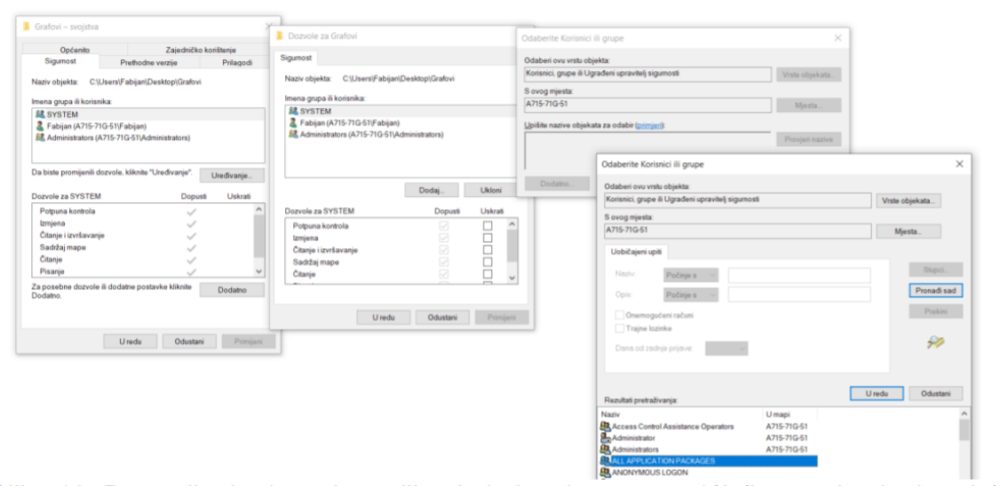 Grafovi – svojstva
Općenito
Zajedničko korištenje
Sigurnost
Prethodne verzije
Prilagodi
Naziv objekta: C:\Users\Fabijan\Desktop\Grafovi
Imena grupa ili korisnika:
SYSTEM
Fabijan (A715-71G-51\Fabijan)
Administrators (A715-71G-51\Administrators)
Da biste promijenili dozvole, kliknite "Uređivanje".
Uređivanje...
Dozvole za SYSTEM Dopusti Uskrati
Potpuna kontrola
Izmjena
Čitanje i izvršavanje
Sadržaj mape
Čitanje
Pisanje
Za posebne dozvole ili dodatne postavke kliknite
Dodatno.
Dodatno
U redu Odustani Primijeni
Dozvole za Grafovi
Sigurnost
Naziv objekta: C:\Users\Fabijan\Desktop\Grafovi
Imena grupa ili korisnika:
SYSTEM
Fabijan (A715-71G-51\Fabijan)
Administrators (A715-71G-51\Administrators)
Dodaj... Ukloni
Dozvole za SYSTEM Dopusti Uskrati
Potpuna kontrola
Izmjena
Čitanje i izvršavanje
Sadržaj mape
Čitanje
U redu Odustani Primijeni
Odaberite Korisnici ili grupe
Odaberi ovu vrstu objekta:
Korisnici, grupe ili Ugrađeni upravitelj sigurnosti
Vrste objekata...
S ovog mjesta:
A715-71G-51
Mjesta...
Upišite nazive objekata za odabir (primjeri):
Provjeri nazive
Dodatno...
Odaberite Korisnici ili grupe
Odaberi ovu vrstu objekta:
Korisnici, grupe ili Ugrađeni upravitelj sigurnosti
Vrste objekata...
S ovog mjesta:
A715-71G-51
Mjesta...
Uobičajeni upiti
Naziv: Počinje s
Stupci...
Opis: Počinje s
Pronađi sad
Onemogućeni računi
Prekini
Trajne lozinke
Dana od zadnje prijave:
U redu Odustani
Rezultati pretraživanja:
Naziv U mapi
Access Control Assistance Operators A715-71G-51
Administrator A715-71G-51
Administrators A715-71G-51
ALL APPLICATION PACKAGES
ANONYMOUS LOGON